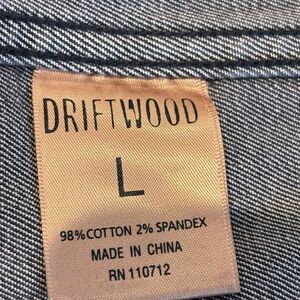 DRIFTWOOD
L
98%COTTON 2% SPANDEX
MADE IN CHINA
RN 110712